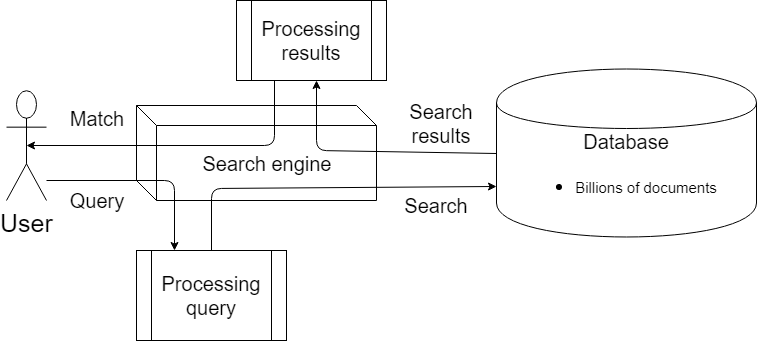 Processing
results
Match
Search
results
Database
Search engine
Billions of documents
Query
Search
User
Processing
query